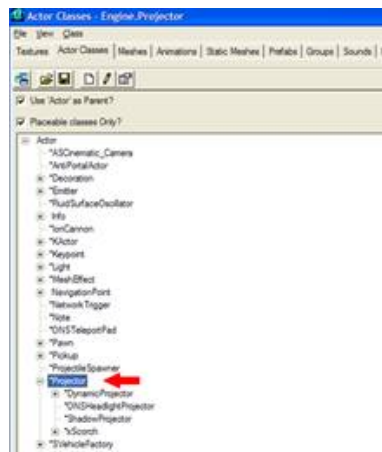 Actor Classes - Engine.Projector
File View Class
Textures Actor Classes Meshes Animations Static Meshes Prefabs Groups Sounds
Use 'Actor' as Parent?
Placeable classes Only?
Actor
*ASCinematic_Camera
*AntiPortalActor
*Decoration
*Emitter
*FluidSurfaceOscillator
*Info
*IonCannon
*KActor
*Keypoint
*Light
*MeshEffect
*NavigationPoint
*NetworkTrigger
*Note
*ONSTeleportPad
*Pawn
*Pickup
*ProjectileSpawner
*Projector
*DynamicProjector
*ONSHeadlightProjector
*ShadowProjector
*xScorch
*SVehicleFactory